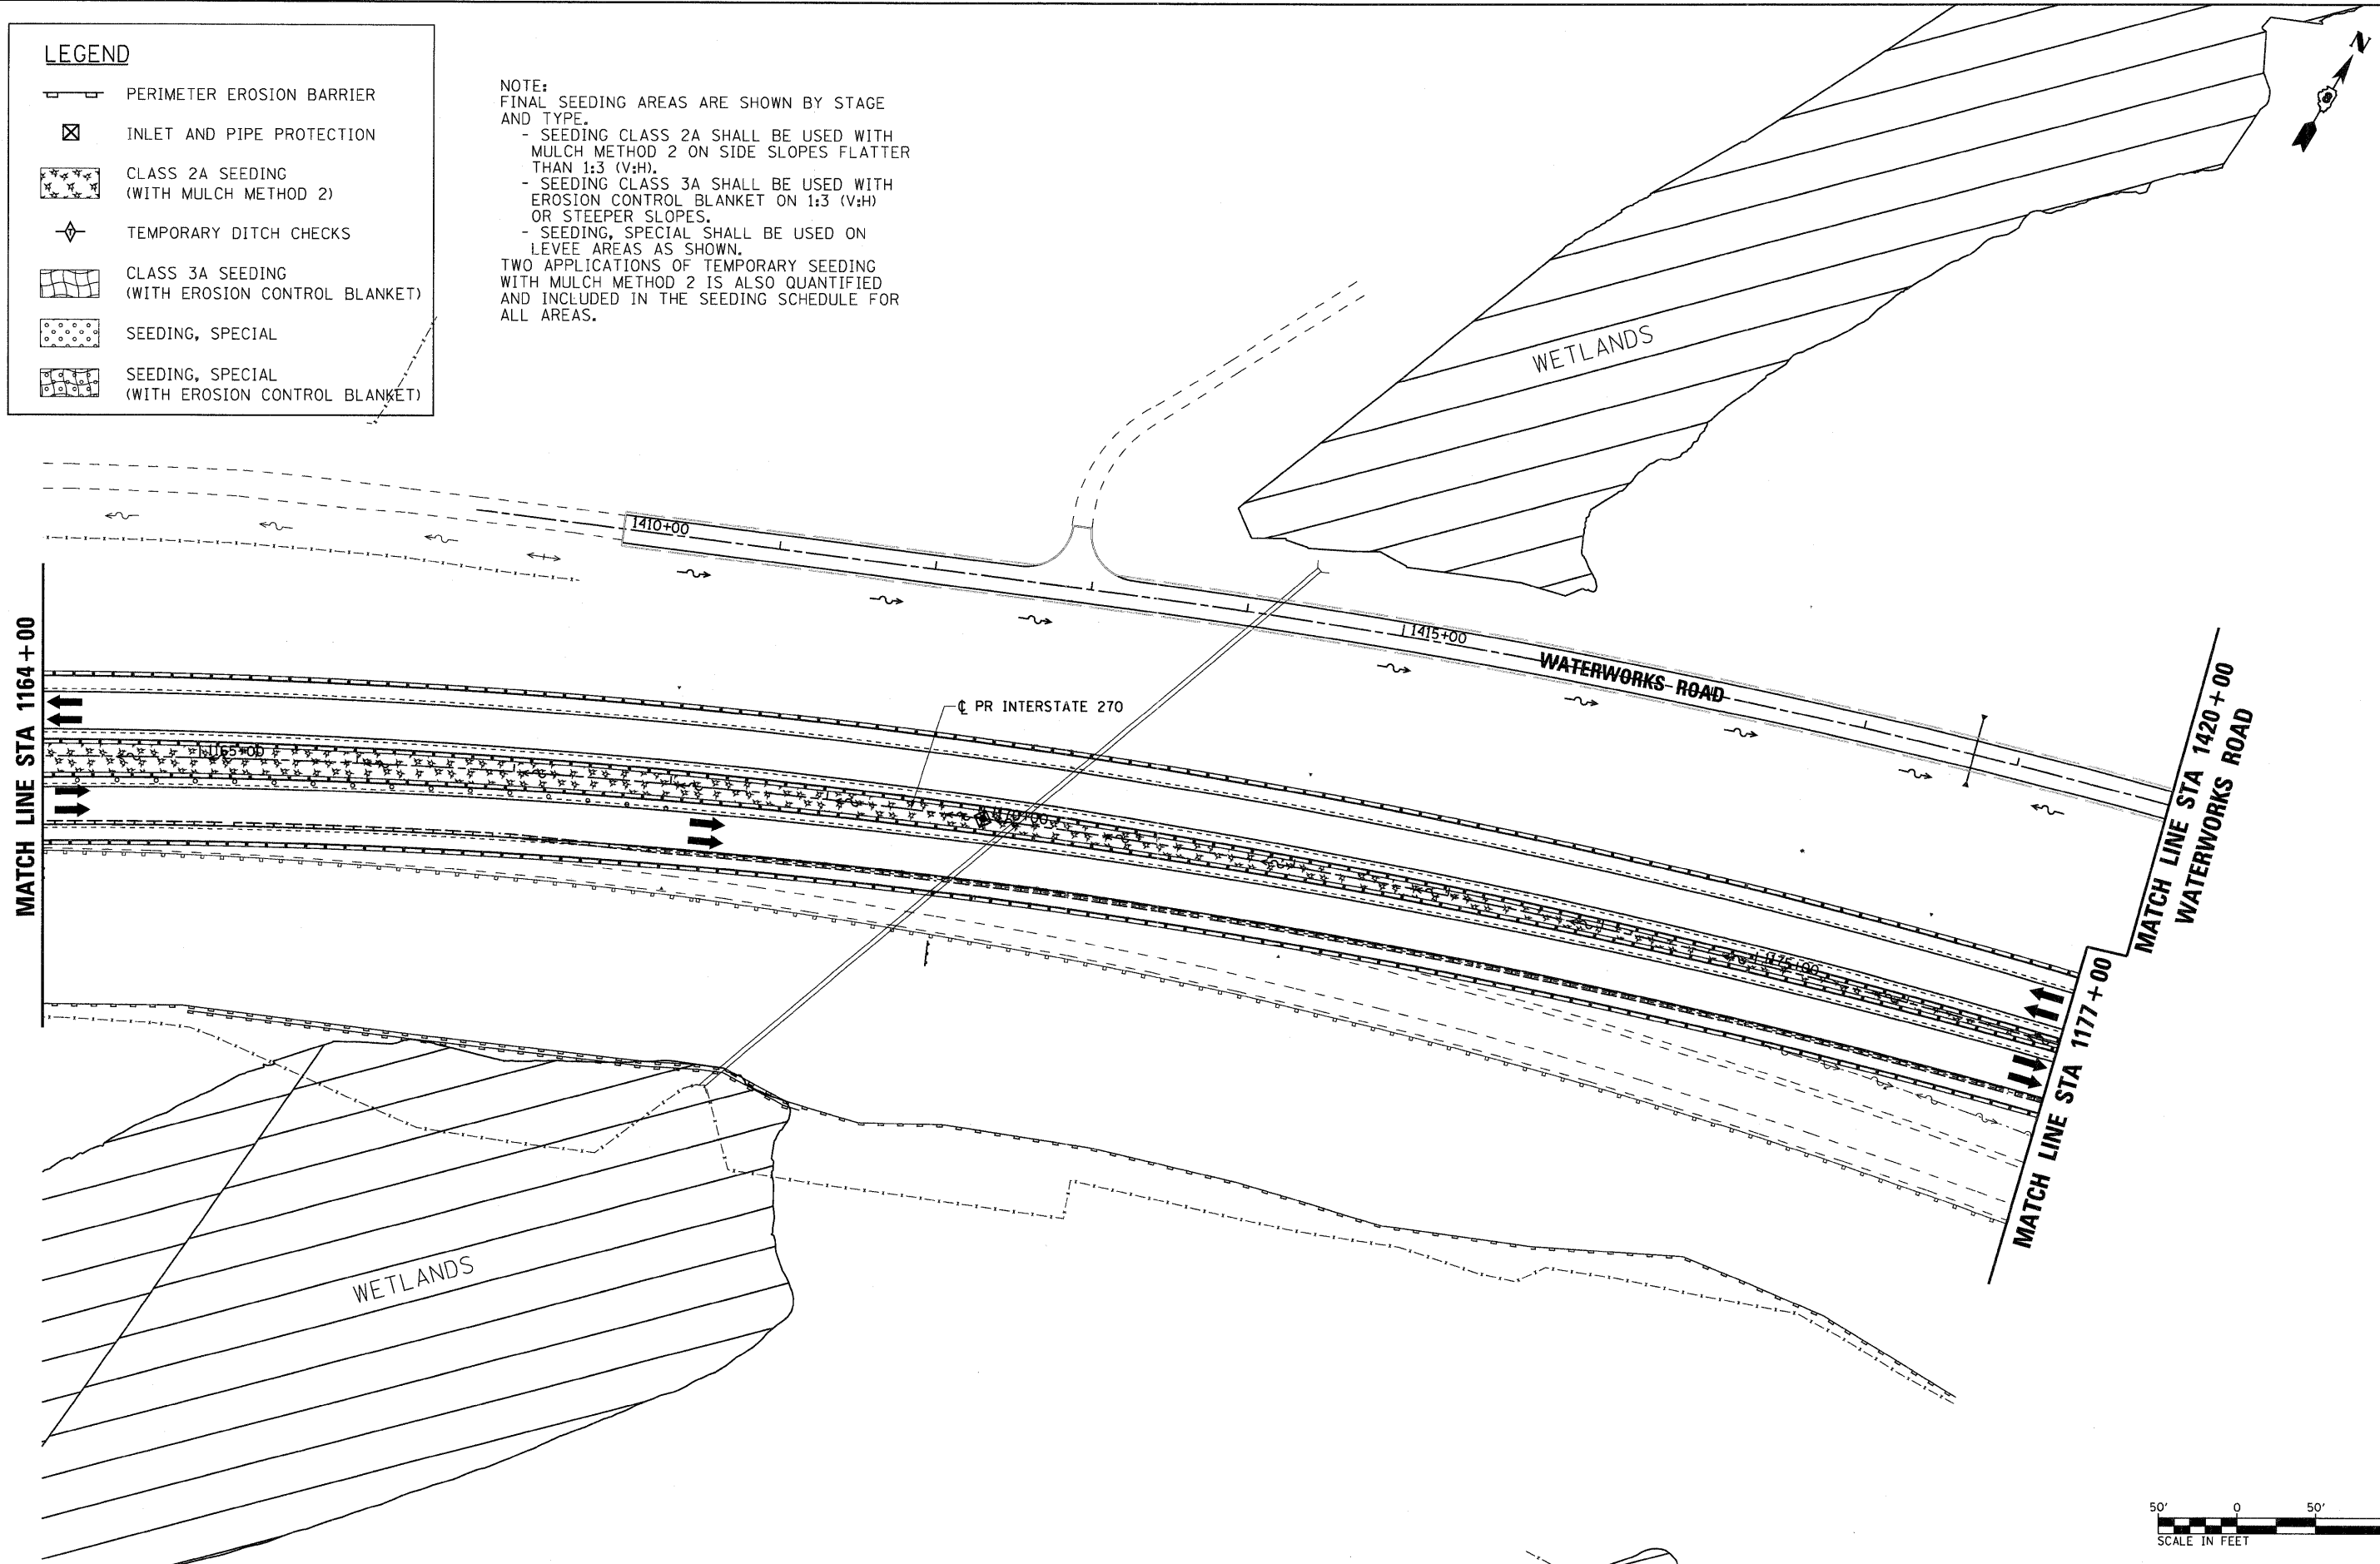 LEGEND
PERIMETER EROSION BARRIER
INLET AND PIPE PROTECTION
CLASS 2A SEEDING
(WITH MULCH METHOD 2)
TEMPORARY DITCH CHECKS
CLASS 3A SEEDING
(WITH EROSION CONTROL BLANKET)
SEEDING, SPECIAL
SEEDING, SPECIAL
(WITH EROSION CONTROL BLANKET)
NOTE:
FINAL SEEDING AREAS ARE SHOWN BY STAGE
AND TYPE.
- SEEDING CLASS 2A SHALL BE USED WITH
MULCH METHOD 2 ON SIDE SLOPES FLATTER
THAN 1:3 (V:H).
- SEEDING CLASS 3A SHALL BE USED WITH
EROSION CONTROL BLANKET ON 1:3 (V:H)
OR STEEPER SLOPES.
- SEEDING, SPECIAL SHALL BE USED ON
LEVEE AREAS AS SHOWN.
TWO APPLICATIONS OF TEMPORARY SEEDING
WITH MULCH METHOD 2 IS ALSO QUANTIFIED
AND INCLUDED IN THE SEEDING SCHEDULE FOR
ALL AREAS.
N
8
WETLANDS
1410+00
1415+00
WATERWORKS ROAD
MATCH LINE STA 1164+00
℄ PR INTERSTATE 270
1165+00
1170+00
1175+00
MATCH LINE STA 1420+00
WATERWORKS ROAD
MATCH LINE STA 1177+00
WETLANDS
50' 0 50'
SCALE IN FEET